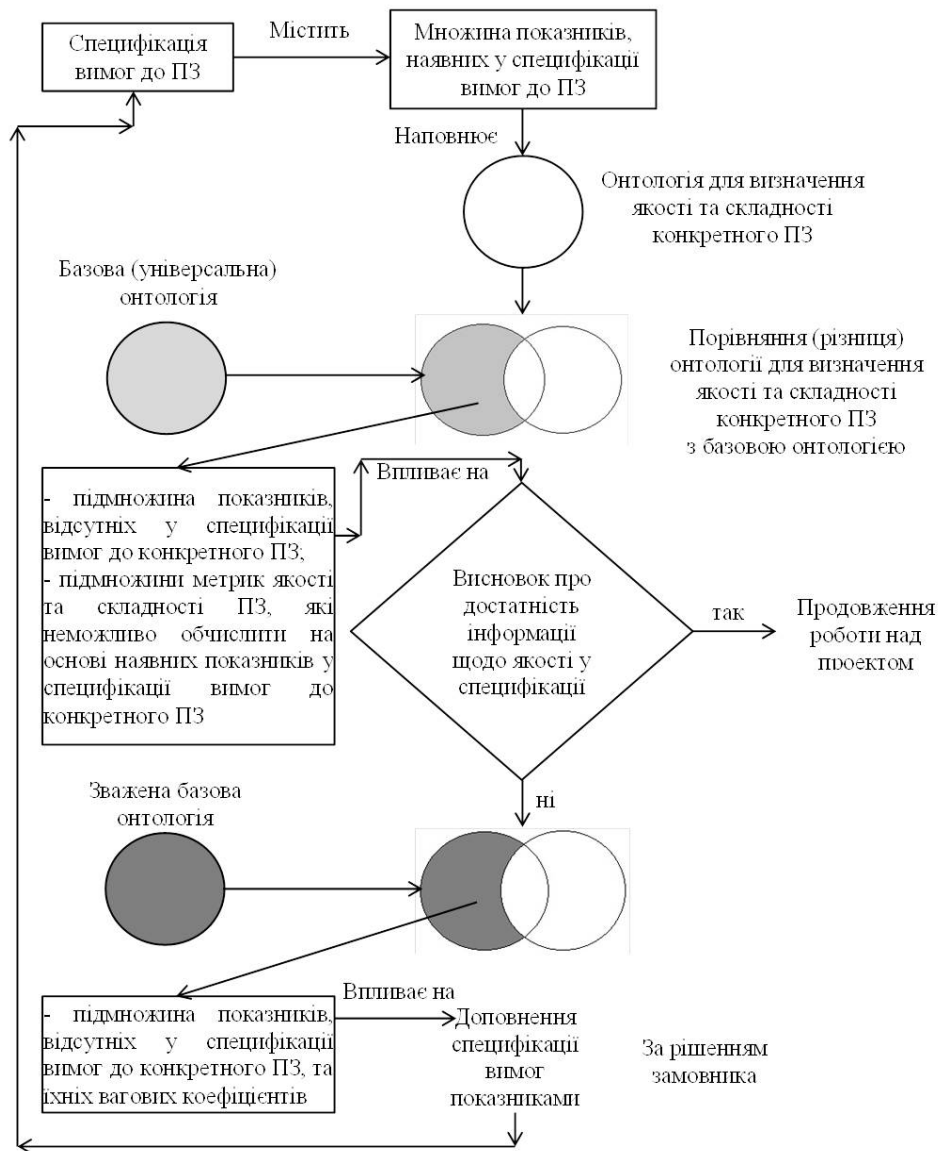 Специфікація
вимог до ПЗ
Містить
Множина показників,
наявних у специфікації
вимог до ПЗ
Наповнює
Онтологія для визначення
якості та складності
конкретного ПЗ
Базова (універсальна)
онтологія
Порівняння (різниця)
онтології для визначення
якості та складності
конкретного ПЗ
з базовою онтологією
- підмножина показників,
відсутніх у специфікації
вимог до конкретного ПЗ;
- підмножини метрик якості
та складності ПЗ, які
неможливо обчислити на
основі наявних показників у
специфікації вимог до
конкретного ПЗ
Впливає на
Висновок про
достатність
інформації
щодо якості у
специфікації
так
Продовження
роботи над
проектом
ні
Зважена базова
онтологія
- підмножина показників,
відсутніх у специфікації
вимог до конкретного ПЗ, та
їхніх вагових коефіцієнтів
Впливає на
Доповнення
специфікації
вимог
показниками
За рішенням
замовника